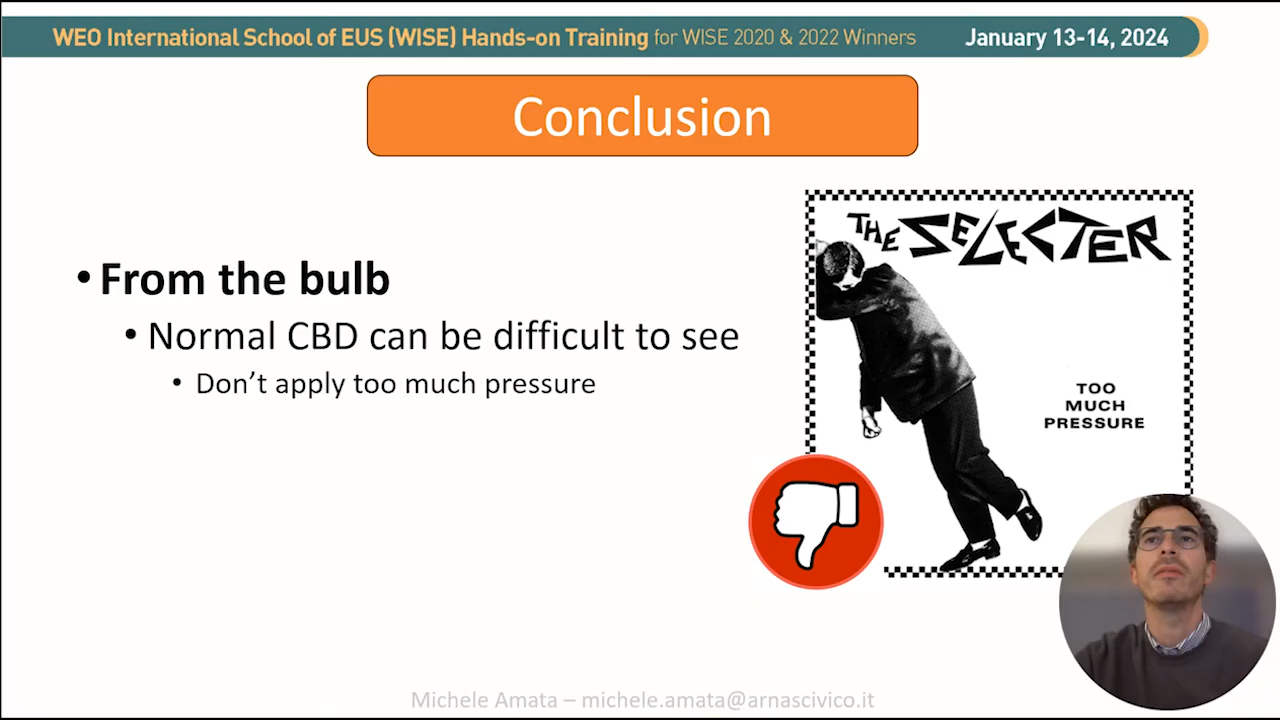 WEO International School of EUS (WISE) Hands-on Training for WISE 2020 & 2022 Winners January 13-14, 2024
Conclusion
• From the bulb
• Normal CBD can be difficult to see
• Don’t apply too much pressure
THE SELECTER
TOO
MUCH
PRESSURE
Michele Amata – michele.amata@arnascivico.it